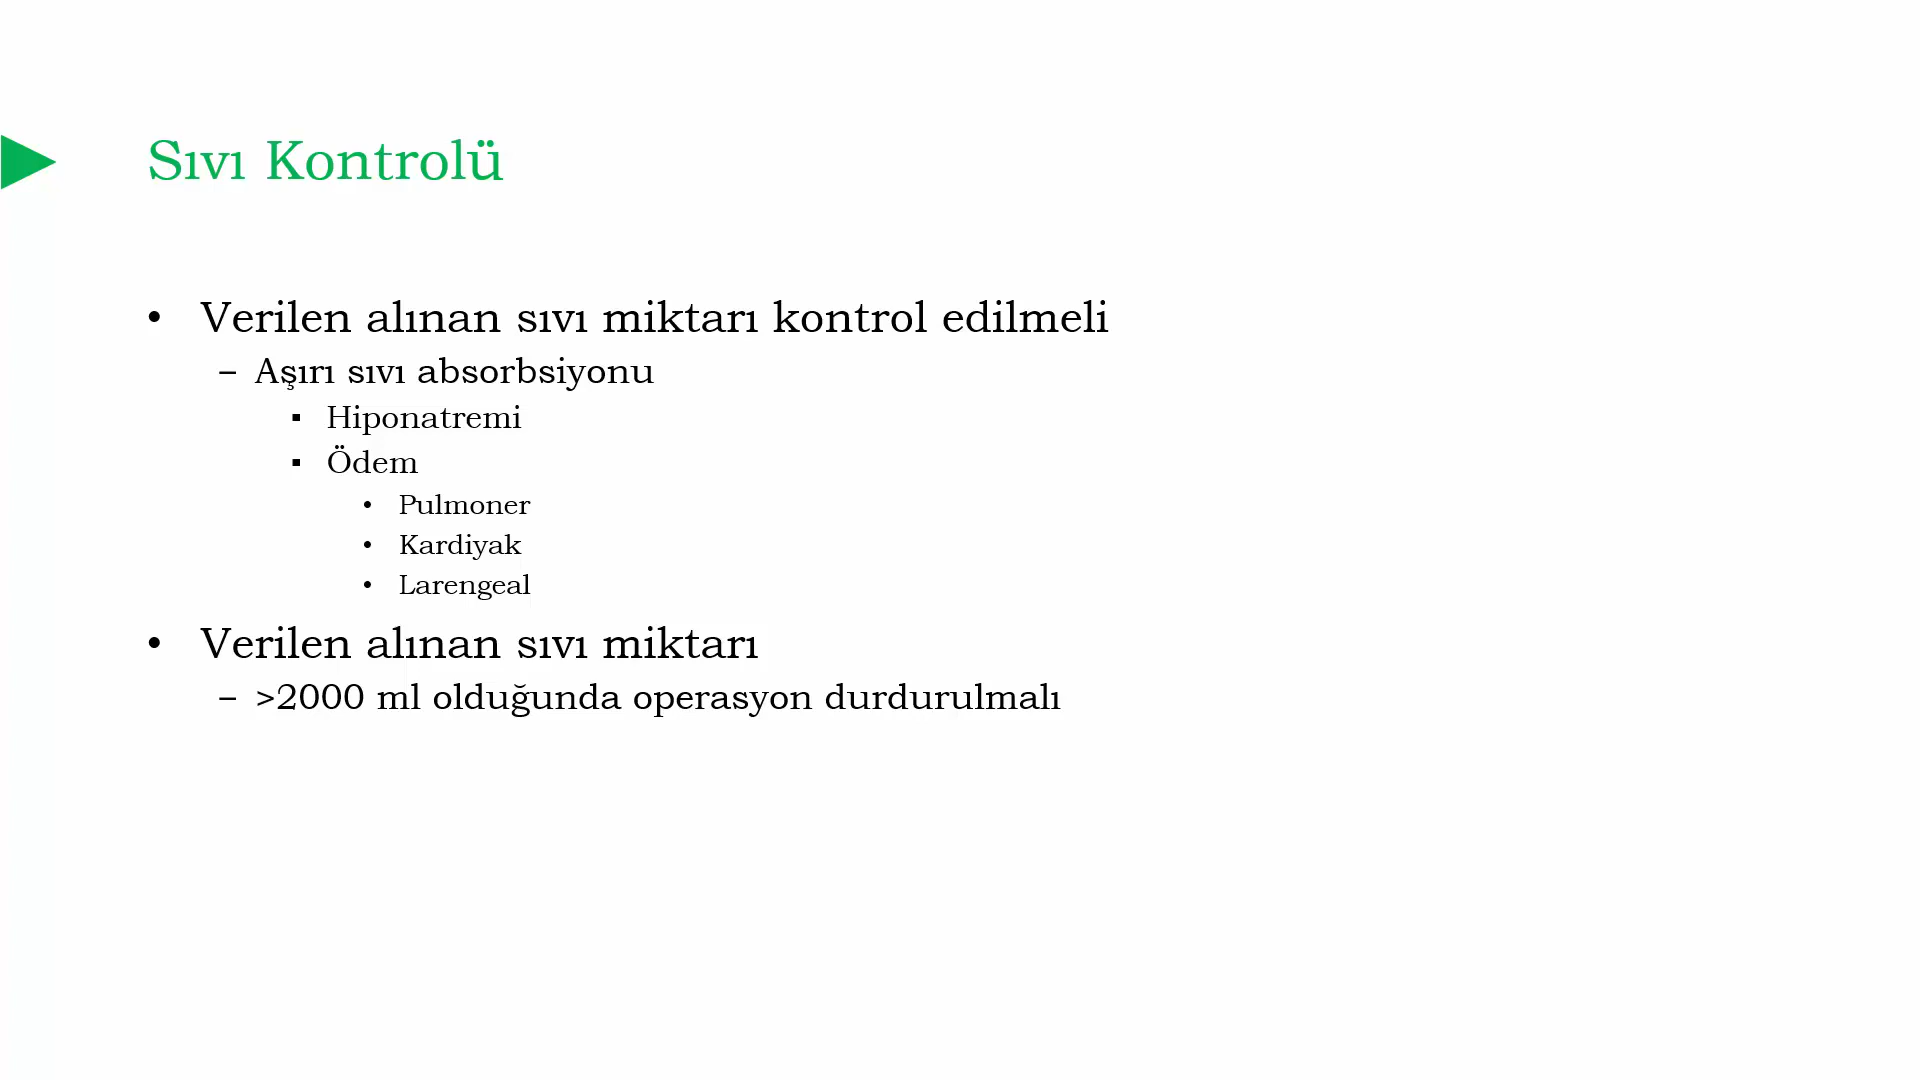 Sıvı Kontrolü
• Verilen alınan sıvı miktarı kontrol edilmeli
– Aşırı sıvı absorbsiyonu
▪ Hiponatremi
▪ Ödem
• Pulmoner
• Kardiyak
• Larengeal
• Verilen alınan sıvı miktarı
– >2000 ml olduğunda operasyon durdurulmalı